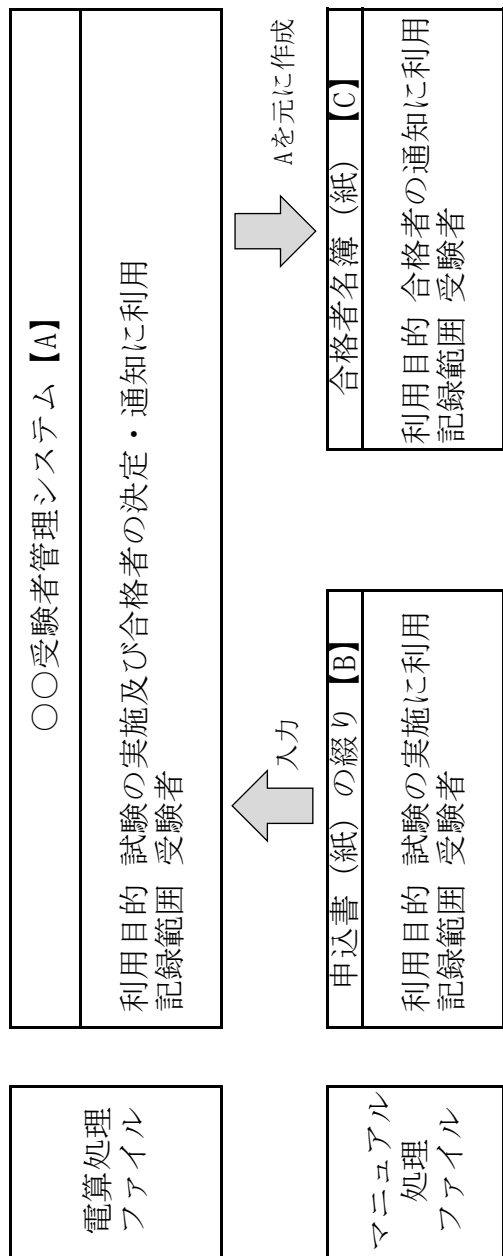 電算処理
ファイル
〇〇受験者管理システム【A】
利用目的 試験の実施及び合格者の決定・通知に利用
記録範囲 受験者
入力
Aを元に作成
マニュアル
処理
ファイル
申込書（紙）の綴り【B】
利用目的 試験の実施に利用
記録範囲 受験者
合格者名簿（紙）【C】
利用目的 合格者の通知に利用
記録範囲 受験者